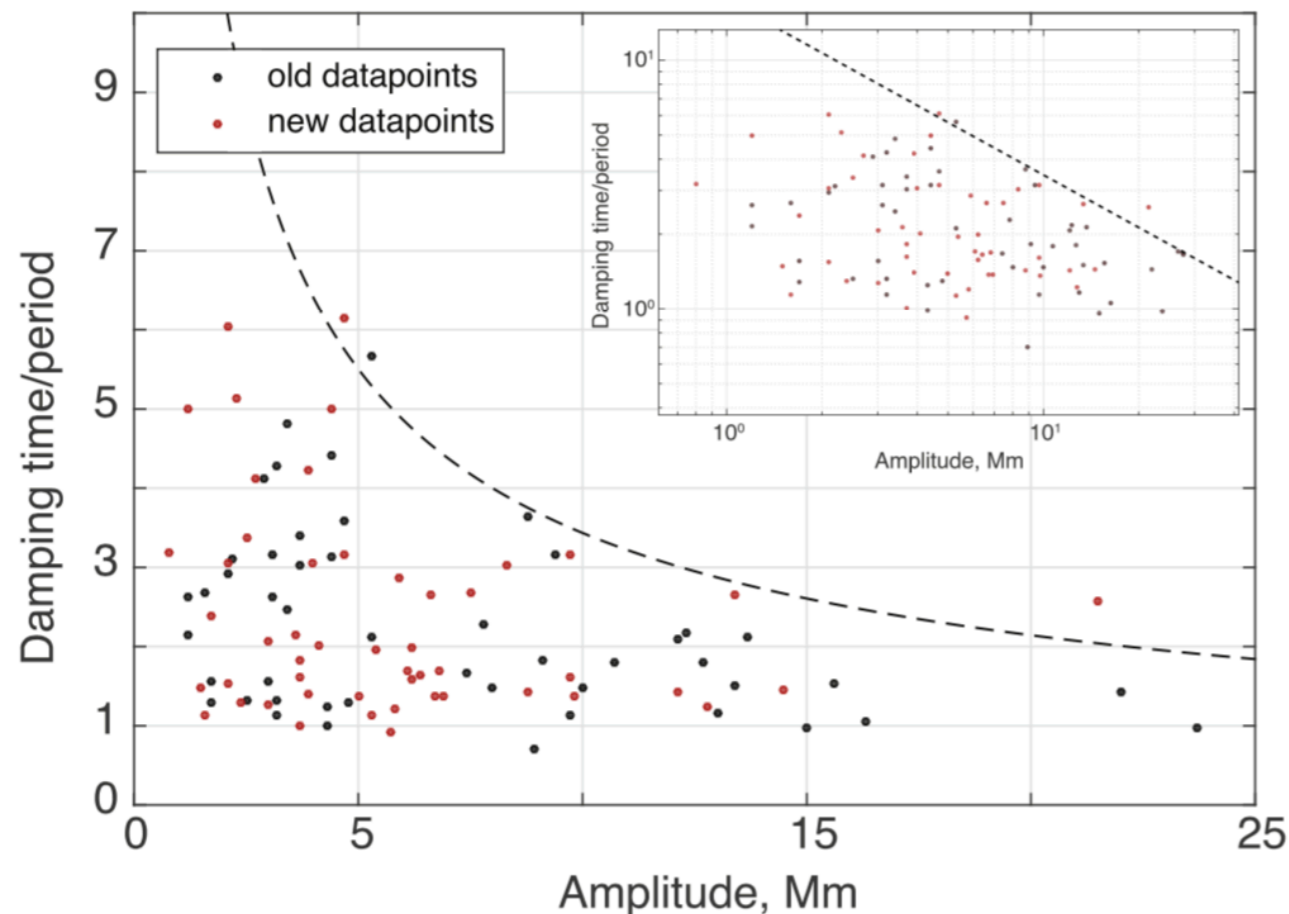 9
7
5
3
1
0
0
5
15
25
Damping time/period
Amplitude, Mm
old datapoints
new datapoints
10¹
10⁰
10⁰
10¹
Damping time/period
Amplitude, Mm